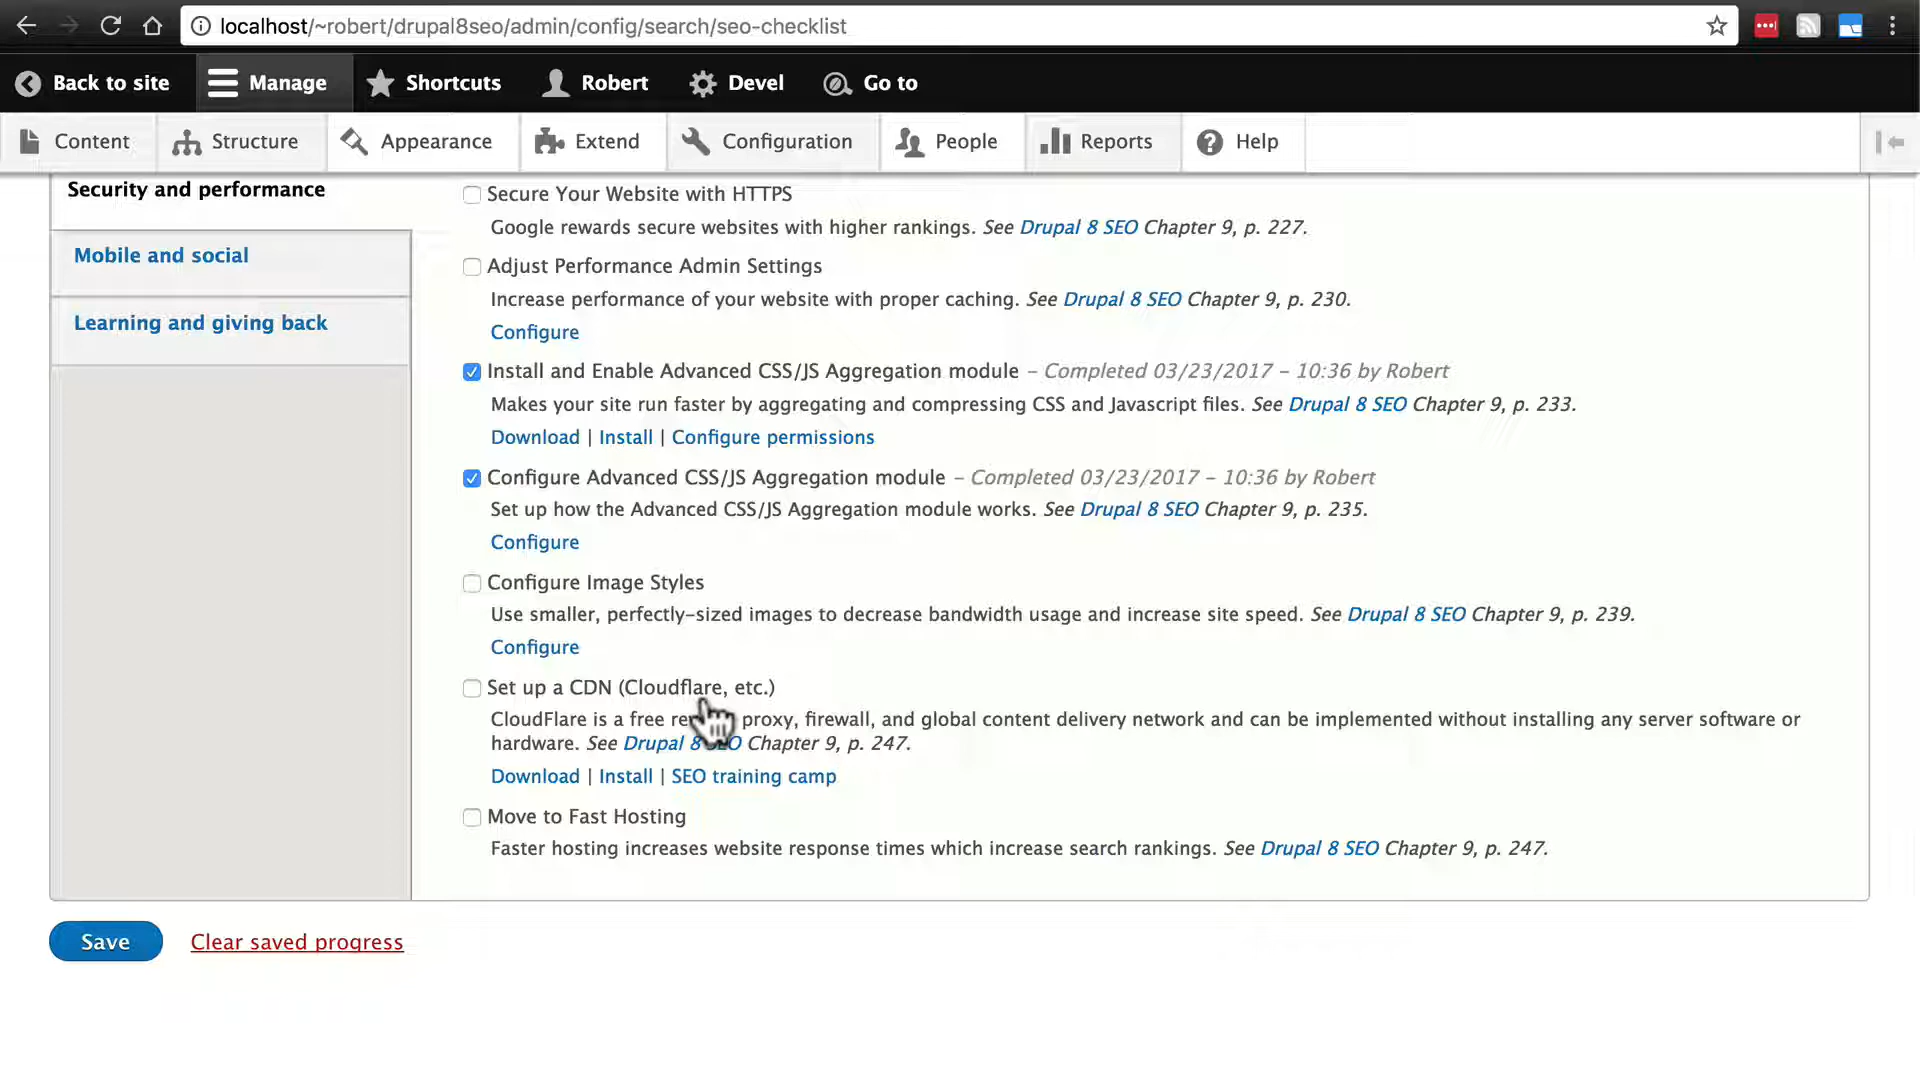 localhost/~robert/drupal8seo/admin/config/search/seo-checklist
Back to site Manage Shortcuts Robert Devel Go to
Content Structure Appearance Extend Configuration People Reports Help
Security and performance
Mobile and social
Learning and giving back
Secure Your Website with HTTPS
Google rewards secure websites with higher rankings. See Drupal 8 SEO Chapter 9, p. 227.
Adjust Performance Admin Settings
Increase performance of your website with proper caching. See Drupal 8 SEO Chapter 9, p. 230.
Configure
Install and Enable Advanced CSS/JS Aggregation module – Completed 03/23/2017 – 10:36 by Robert
Makes your site run faster by aggregating and compressing CSS and Javascript files. See Drupal 8 SEO Chapter 9, p. 233.
Download | Install | Configure permissions
Configure Advanced CSS/JS Aggregation module – Completed 03/23/2017 – 10:36 by Robert
Set up how the Advanced CSS/JS Aggregation module works. See Drupal 8 SEO Chapter 9, p. 235.
Configure
Configure Image Styles
Use smaller, perfectly-sized images to decrease bandwidth usage and increase site speed. See Drupal 8 SEO Chapter 9, p. 239.
Configure
Set up a CDN (Cloudflare, etc.)
CloudFlare is a free proxy, firewall, and global content delivery network and can be implemented without installing any server software or
hardware. See Drupal 8 SEO Chapter 9, p. 247.
Download | Install | SEO training camp
Move to Fast Hosting
Faster hosting increases website response times which increase search rankings. See Drupal 8 SEO Chapter 9, p. 247.
Save Clear saved progress